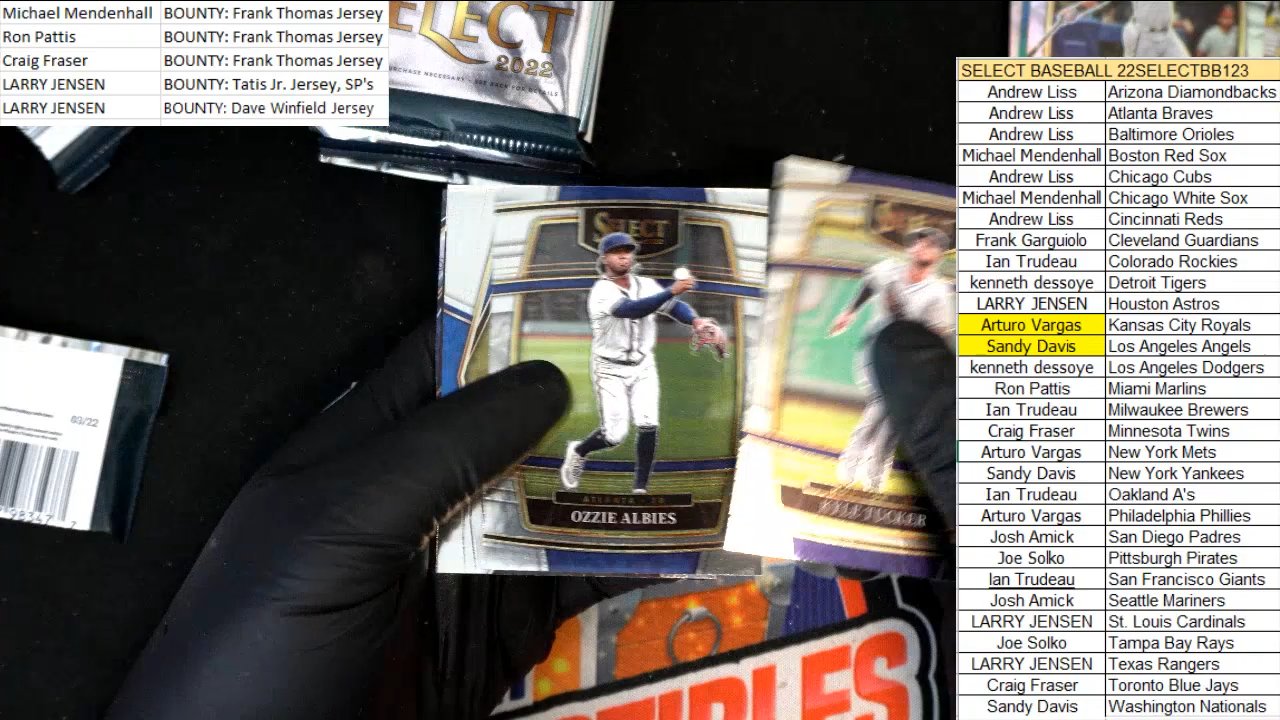 Michael Mendenhall BOUNTY: Frank Thomas Jersey
Ron Pattis BOUNTY: Frank Thomas Jersey
Craig Fraser BOUNTY: Frank Thomas Jersey
LARRY JENSEN BOUNTY: Tatis Jr. Jersey, SP's
LARRY JENSEN BOUNTY: Dave Winfield Jersey
SELECT
2022
SELECT BASEBALL 22SELECTBB123
Andrew Liss Arizona Diamondbacks
Andrew Liss Atlanta Braves
Andrew Liss Baltimore Orioles
Michael Mendenhall Boston Red Sox
Andrew Liss Chicago Cubs
Michael Mendenhall Chicago White Sox
Andrew Liss Cincinnati Reds
Frank Garguiolo Cleveland Guardians
Ian Trudeau Colorado Rockies
kenneth dessoye Detroit Tigers
LARRY JENSEN Houston Astros
Arturo Vargas Kansas City Royals
Sandy Davis Los Angeles Angels
kenneth dessoye Los Angeles Dodgers
Ron Pattis Miami Marlins
Ian Trudeau Milwaukee Brewers
Craig Fraser Minnesota Twins
Arturo Vargas New York Mets
Sandy Davis New York Yankees
Ian Trudeau Oakland A's
Arturo Vargas Philadelphia Phillies
Josh Amick San Diego Padres
Joe Solko Pittsburgh Pirates
Ian Trudeau San Francisco Giants
Josh Amick Seattle Mariners
LARRY JENSEN St. Louis Cardinals
Joe Solko Tampa Bay Rays
LARRY JENSEN Texas Rangers
Craig Fraser Toronto Blue Jays
Sandy Davis Washington Nationals
SELECT
ATLANTA - 2B
OZZIE ALBIES
KYLE TUCKER